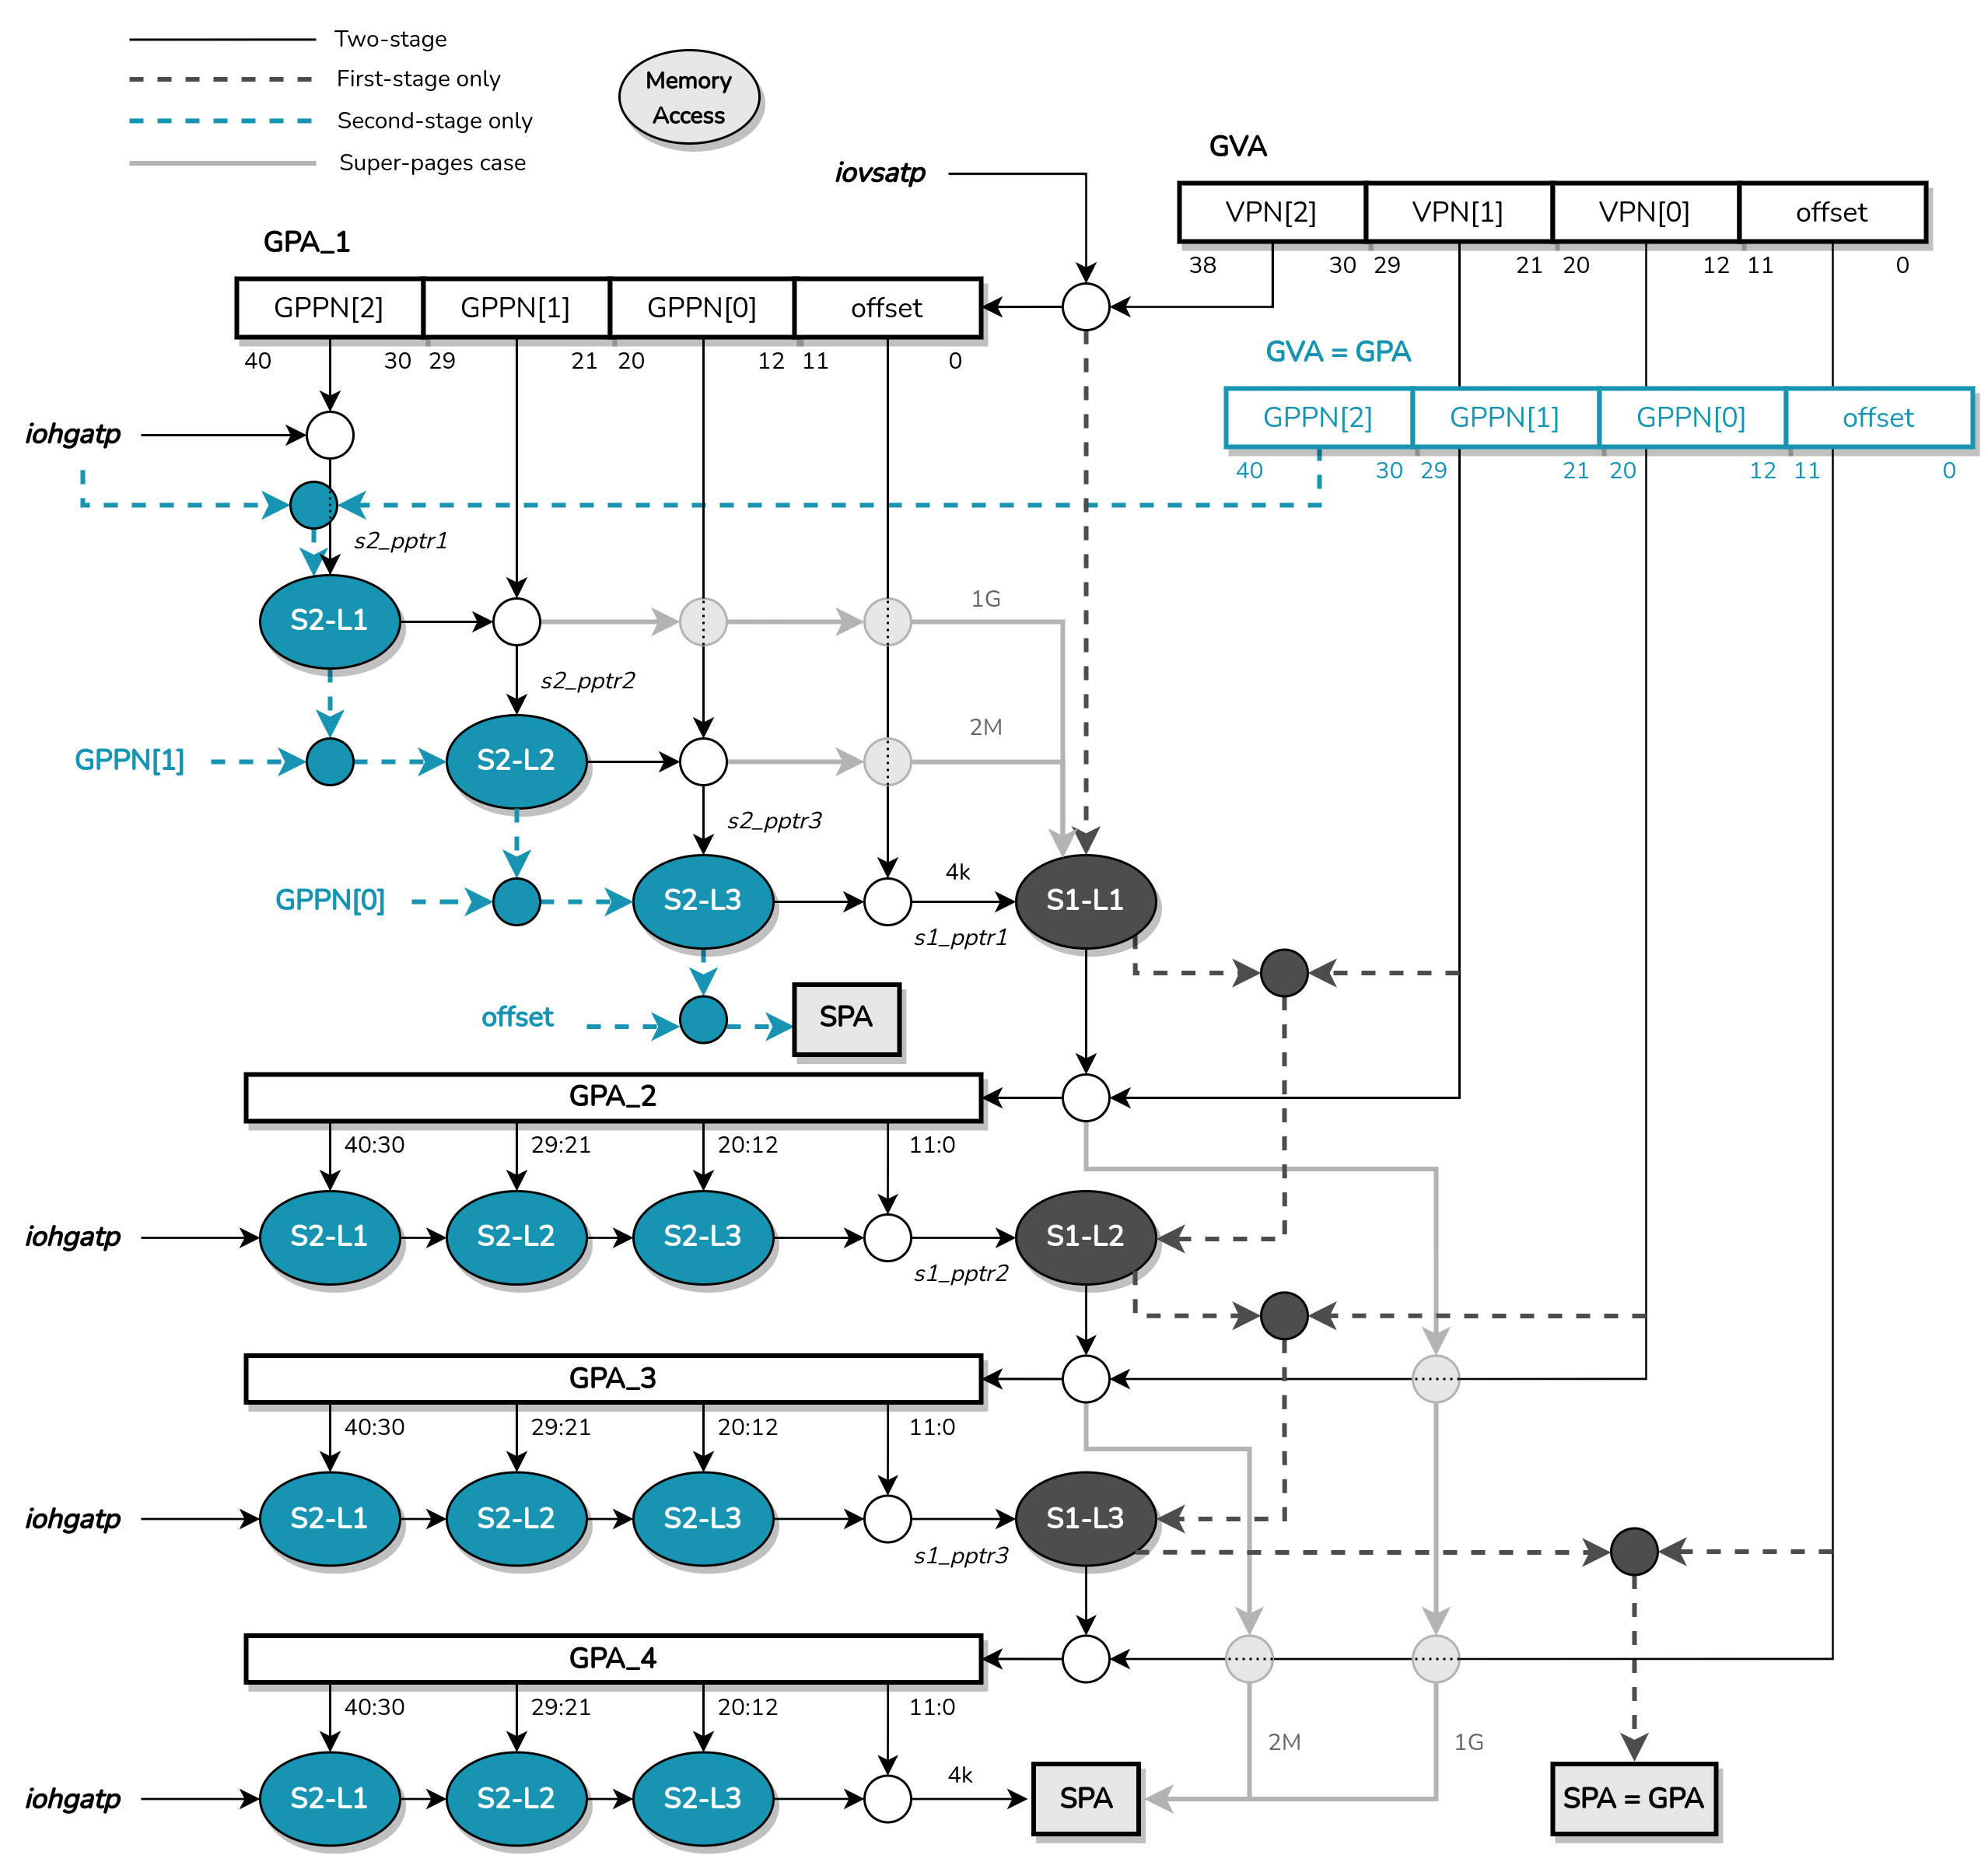 Two-stage
First-stage only
Second-stage only
Super-pages case
Memory
Access
iovsatp
GVA
VPN[2] VPN[1] VPN[0] offset
38 30 29 21 20 12 11 0
GPA_1
GPPN[2] GPPN[1] GPPN[0] offset
40 30 29 21 20 12 11 0
GVA = GPA
GPPN[2] GPPN[1] GPPN[0] offset
40 30 29 21 20 12 11 0
iohgatp
s2_pptr1
S2-L1
1G
s2_pptr2
2M
GPPN[1]
S2-L2
s2_pptr3
4k
GPPN[0]
S2-L3
S1-L1
s1_pptr1
offset
SPA
GPA_2
40:30 29:21 20:12 11:0
iohgatp
S2-L1 S2-L2 S2-L3 S1-L2
s1_pptr2
GPA_3
40:30 29:21 20:12 11:0
iohgatp
S2-L1 S2-L2 S2-L3 S1-L3
s1_pptr3
GPA_4
40:30 29:21 20:12 11:0
2M 1G
4k
iohgatp
S2-L1 S2-L2 S2-L3 SPA SPA = GPA